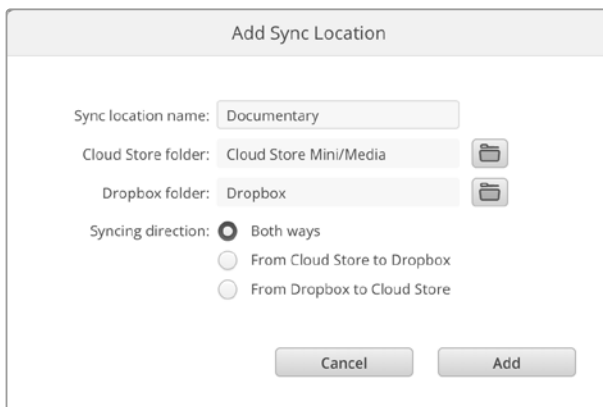 Add Sync Location
Sync location name: Documentary
Cloud Store folder: Cloud Store Mini/Media
Dropbox folder: Dropbox
Syncing direction: Both ways
From Cloud Store to Dropbox
From Dropbox to Cloud Store
Cancel Add